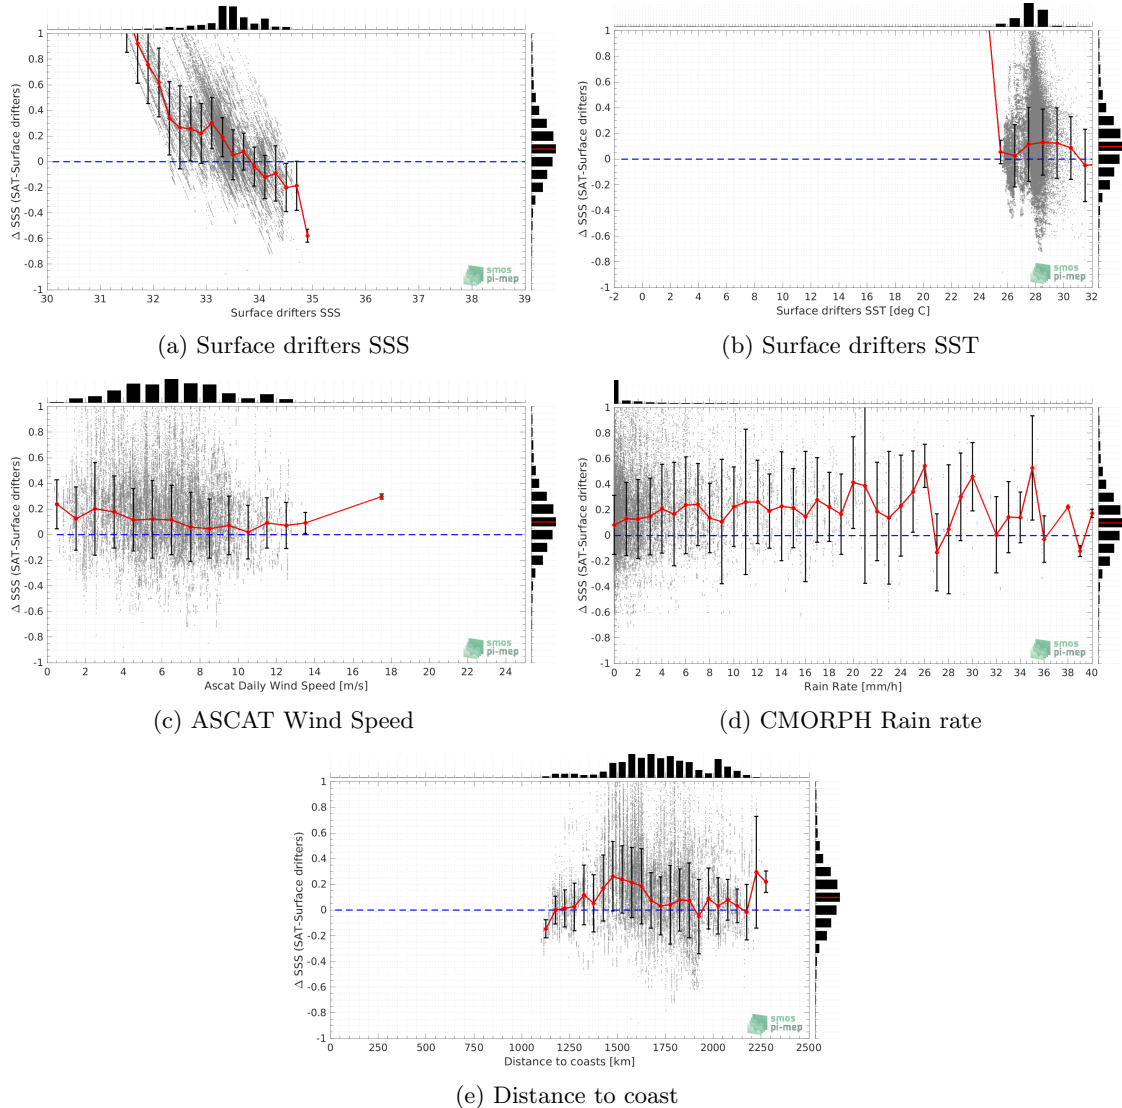 Δ SSS (SAT-Surface drifters)
1
0.8
0.6
0.4
0.2
0
-0.2
-0.4
-0.6
-0.8
-1
30 31 32 33 34 35 36 37 38 39
Surface drifters SSS
smos
pi-mep
(a) Surface drifters SSS
Δ SSS (SAT-Surface drifters)
1
0.8
0.6
0.4
0.2
0
-0.2
-0.4
-0.6
-0.8
-1
-2 0 2 4 6 8 10 12 14 16 18 20 22 24 26 28 30 32
Surface drifters SST [deg C]
smos
pi-mep
(b) Surface drifters SST
Δ SSS (SAT-Surface drifters)
1
0.8
0.6
0.4
0.2
0
-0.2
-0.4
-0.6
-0.8
-1
0 2 4 6 8 10 12 14 16 18 20 22 24
Ascat Daily Wind Speed [m/s]
smos
pi-mep
(c) ASCAT Wind Speed
Δ SSS (SAT-Surface drifters)
1
0.8
0.6
0.4
0.2
0
-0.2
-0.4
-0.6
-0.8
-1
0 2 4 6 8 10 12 14 16 18 20 22 24 26 28 30 32 34 36 38 40
Rain Rate [mm/h]
smos
pi-mep
(d) CMORPH Rain rate
Δ SSS (SAT-Surface drifters)
1
0.8
0.6
0.4
0.2
0
-0.2
-0.4
-0.6
-0.8
-1
0 250 500 750 1000 1250 1500 1750 2000 2250 2500
Distance to coasts [km]
smos
pi-mep
(e) Distance to coast